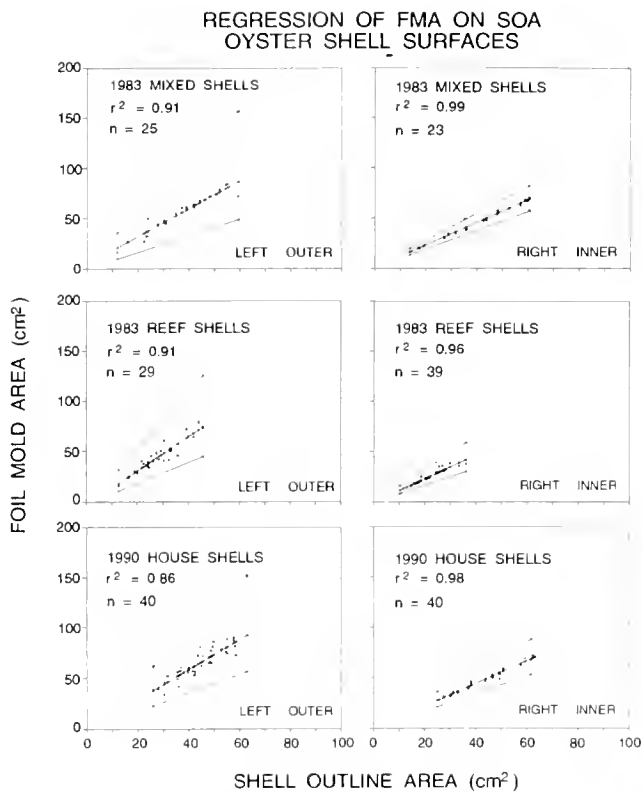 REGRESSION OF FMA ON SOA
OYSTER SHELL SURFACES
FOIL MOLD AREA (cm²)
200
150
100
50
0
1983 MIXED SHELLS
r² = 0.91
n = 25
LEFT OUTER
1983 MIXED SHELLS
r² = 0.99
n = 23
RIGHT INNER
200
150
100
50
0
1983 REEF SHELLS
r² = 0.91
n = 29
LEFT OUTER
1983 REEF SHELLS
r² = 0.96
n = 39
RIGHT INNER
200
150
100
50
0
1990 HOUSE SHELLS
r² = 0 86
n = 40
LEFT OUTER
1990 HOUSE SHELLS
r² = 0.98
n = 40
RIGHT INNER
0 20 40 60 80 100
0 20 40 60 80 100
SHELL OUTLINE AREA (cm²)